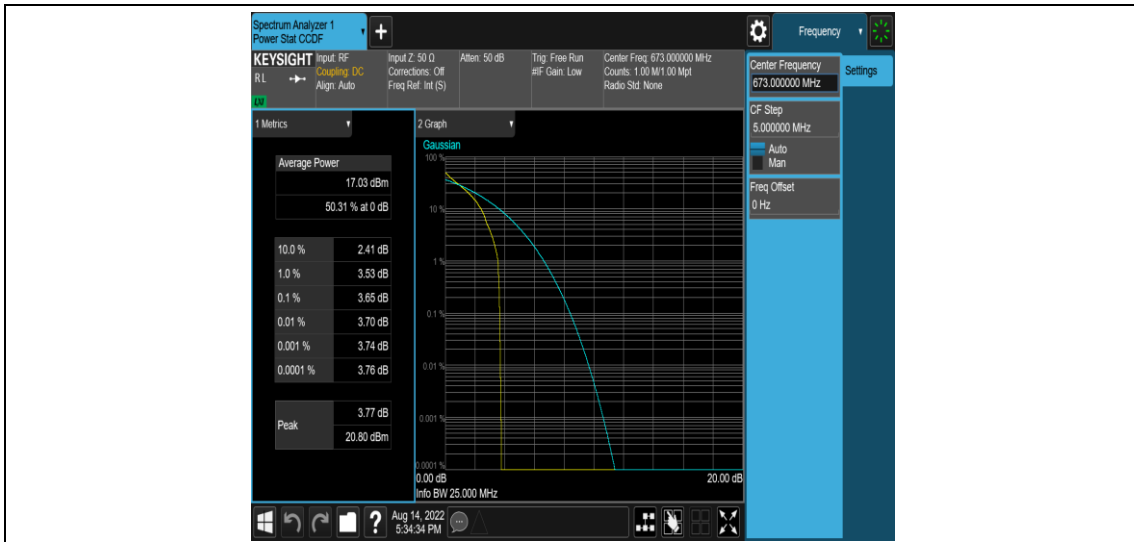 Spectrum Analyzer 1
Power Stat CCDF
Frequency
KEYSIGHT
RL
Input: RF
Coupling: DC
Align: Auto
Input Z: 50 Ω
Corrections: Off
Freq Ref: Int (S)
Atten: 50 dB
Trig: Free Run
#IF Gain: Low
Center Freq: 673.000000 MHz
Counts: 1.00 M/1.00 Mpt
Radio Std: None
Center Frequency
673.000000 MHz
Settings
CF Step
5.000000 MHz
Auto
Man
Freq Offset
0 Hz
1 Metrics
Average Power
17.03 dBm
50.31 % at 0 dB
10.0 % 2.41 dB
1.0 % 3.53 dB
0.1 % 3.65 dB
0.01 % 3.70 dB
0.001 % 3.74 dB
0.0001 % 3.76 dB
Peak
3.77 dB
20.80 dBm
2 Graph
Gaussian
100 %
10 %
1 %
0.1 %
0.01 %
0.001 %
0.0001 %
0.00 dB 20.00 dB
Info BW 25.000 MHz
Aug 14, 2022
5:34:34 PM